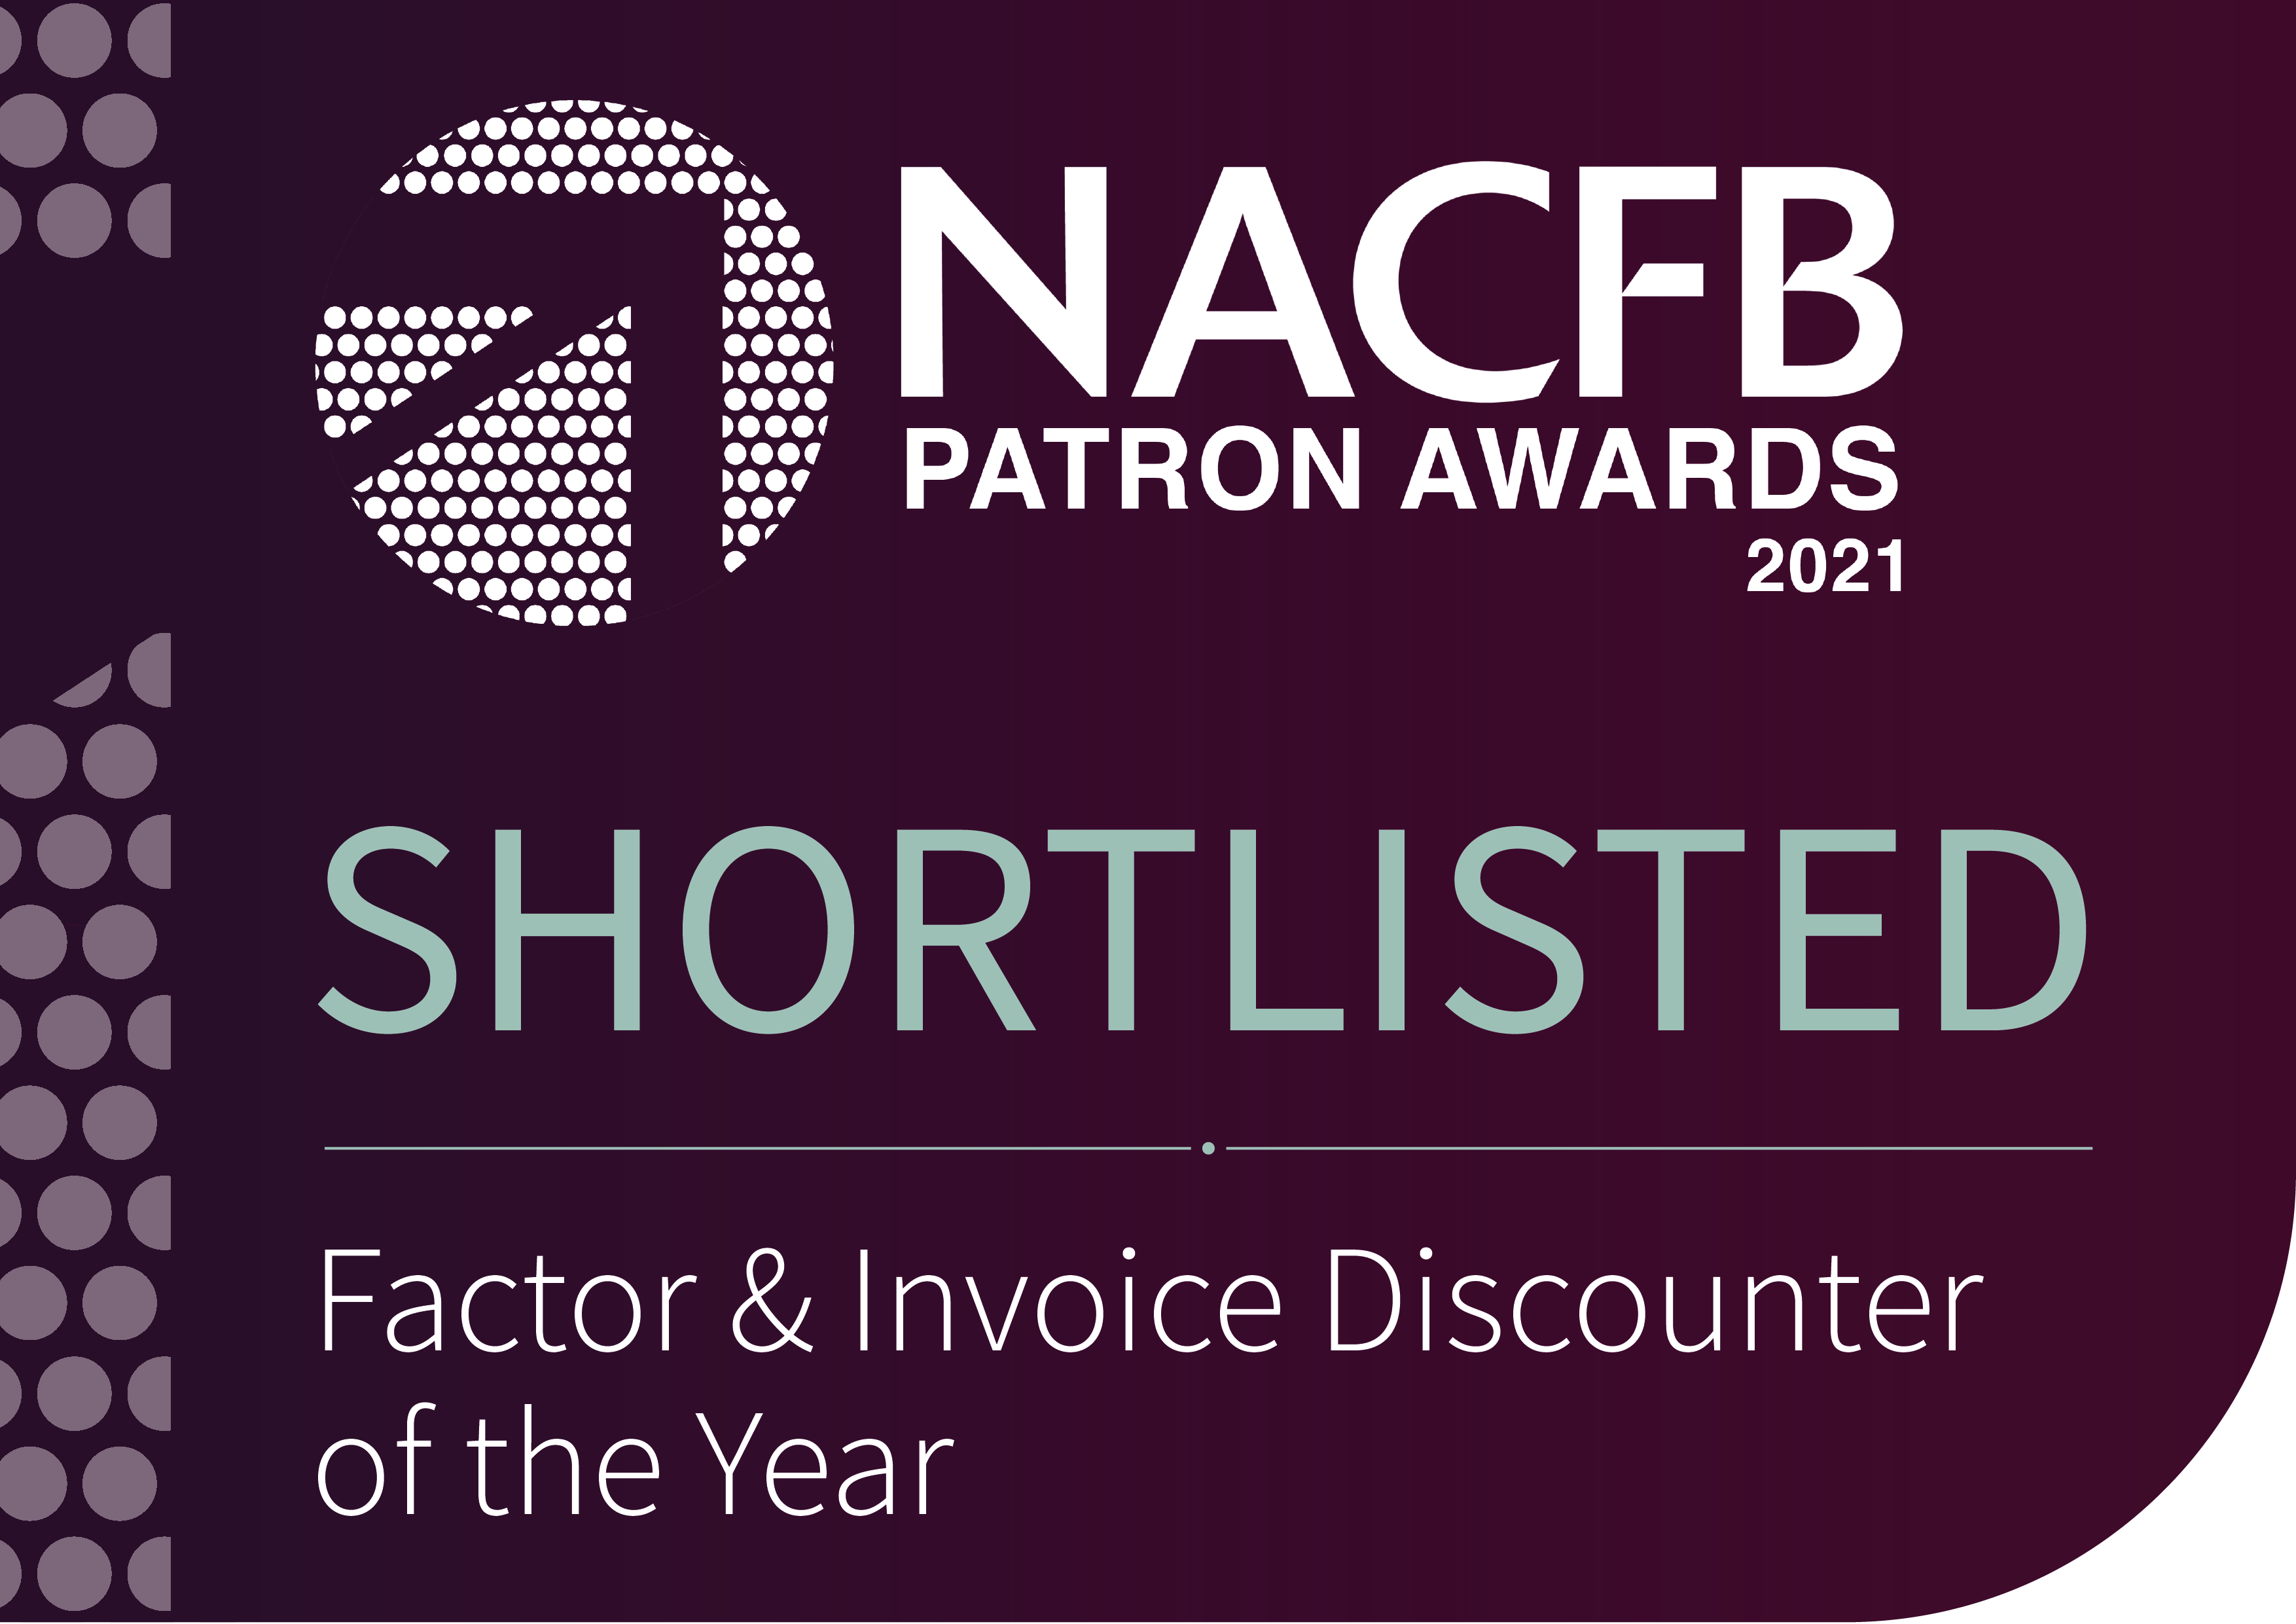 NACFB
PATRON AWARDS
2021
SHORTLISTED
Factor & Invoice Discounter
of the Year